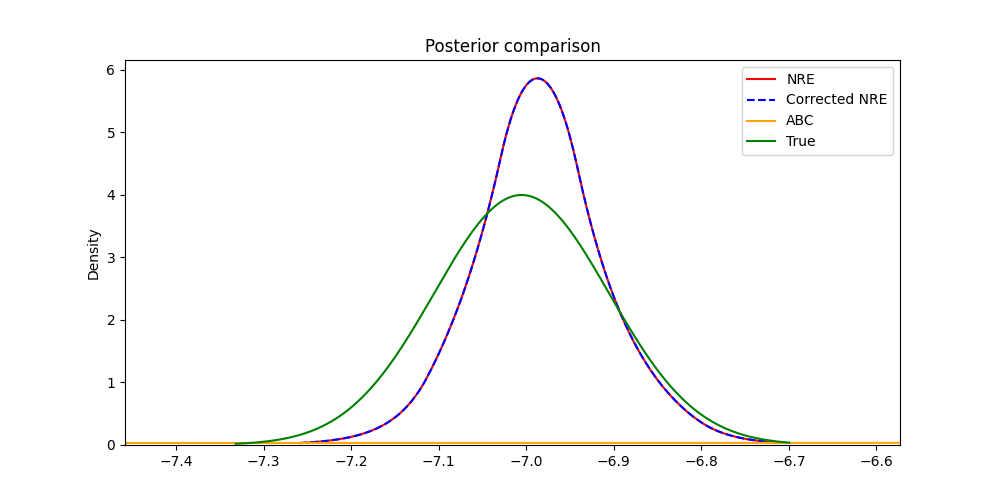 Posterior comparison
NRE
Corrected NRE
ABC
True
Density
6
5
4
3
2
1
0
−7.4 −7.3 −7.2 −7.1 −7.0 −6.9 −6.8 −6.7 −6.6